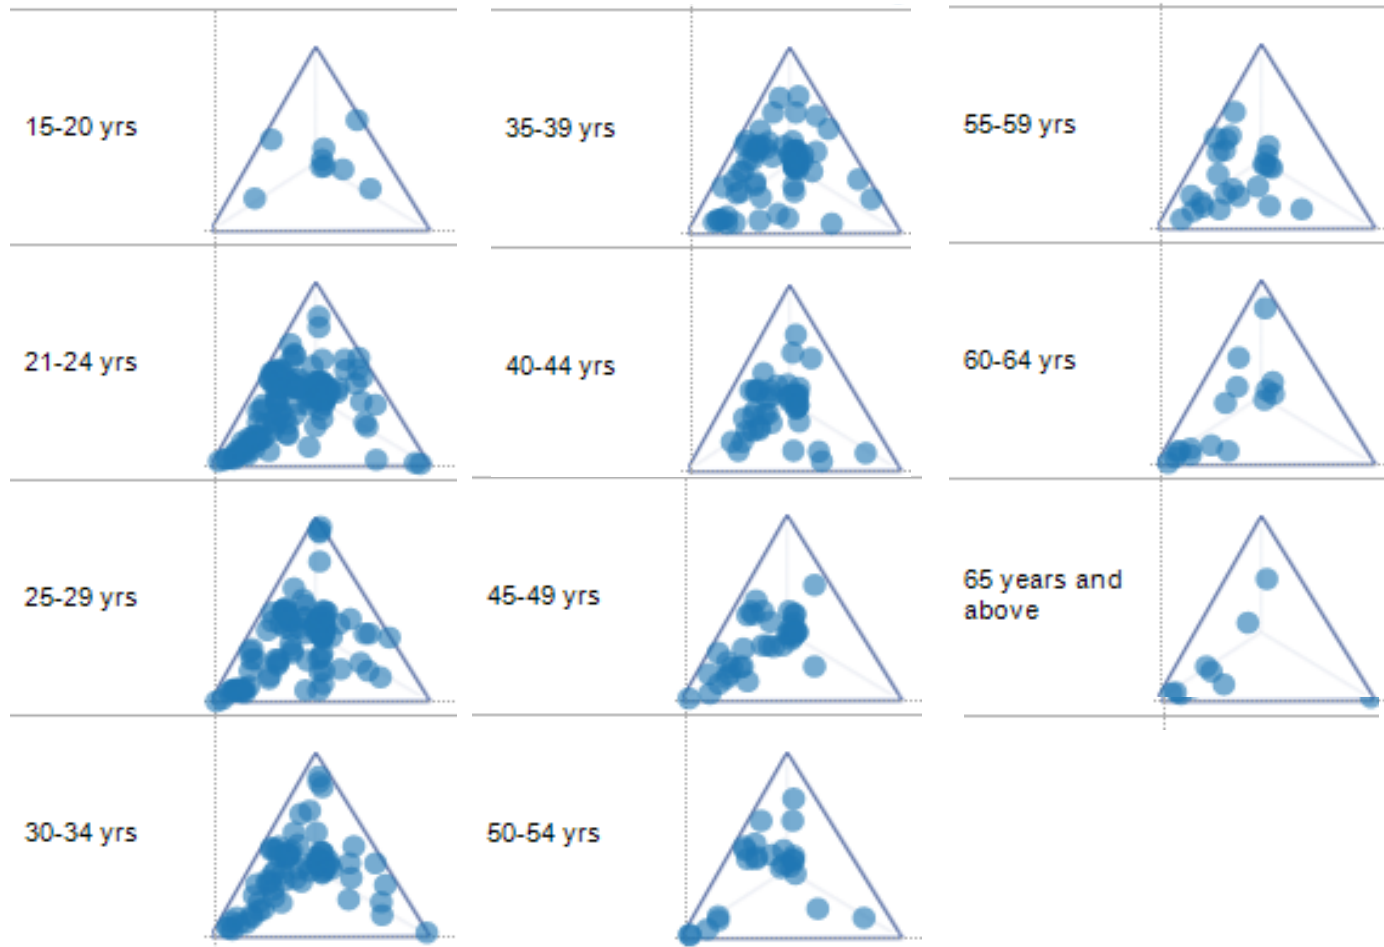 15-20 yrs
21-24 yrs
25-29 yrs
30-34 yrs
35-39 yrs
40-44 yrs
45-49 yrs
50-54 yrs
55-59 yrs
60-64 yrs
65 years and
above